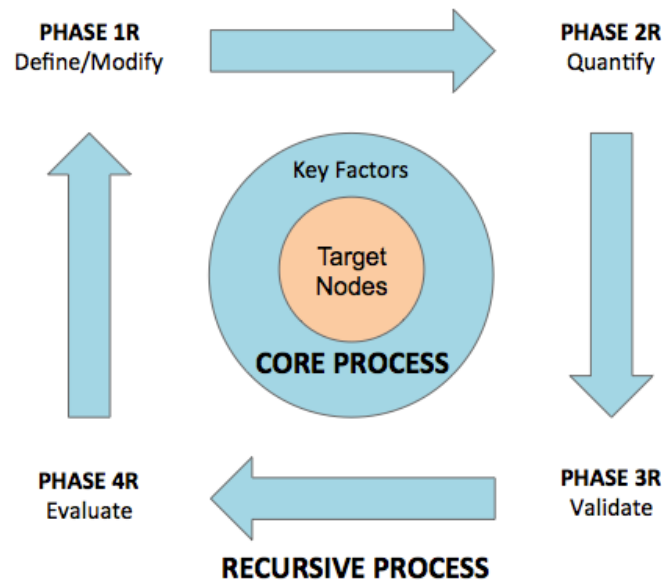 PHASE 1R
Define/Modify
PHASE 2R
Quantify
Key Factors
Target
Nodes
CORE PROCESS
PHASE 4R
Evaluate
PHASE 3R
Validate
RECURSIVE PROCESS